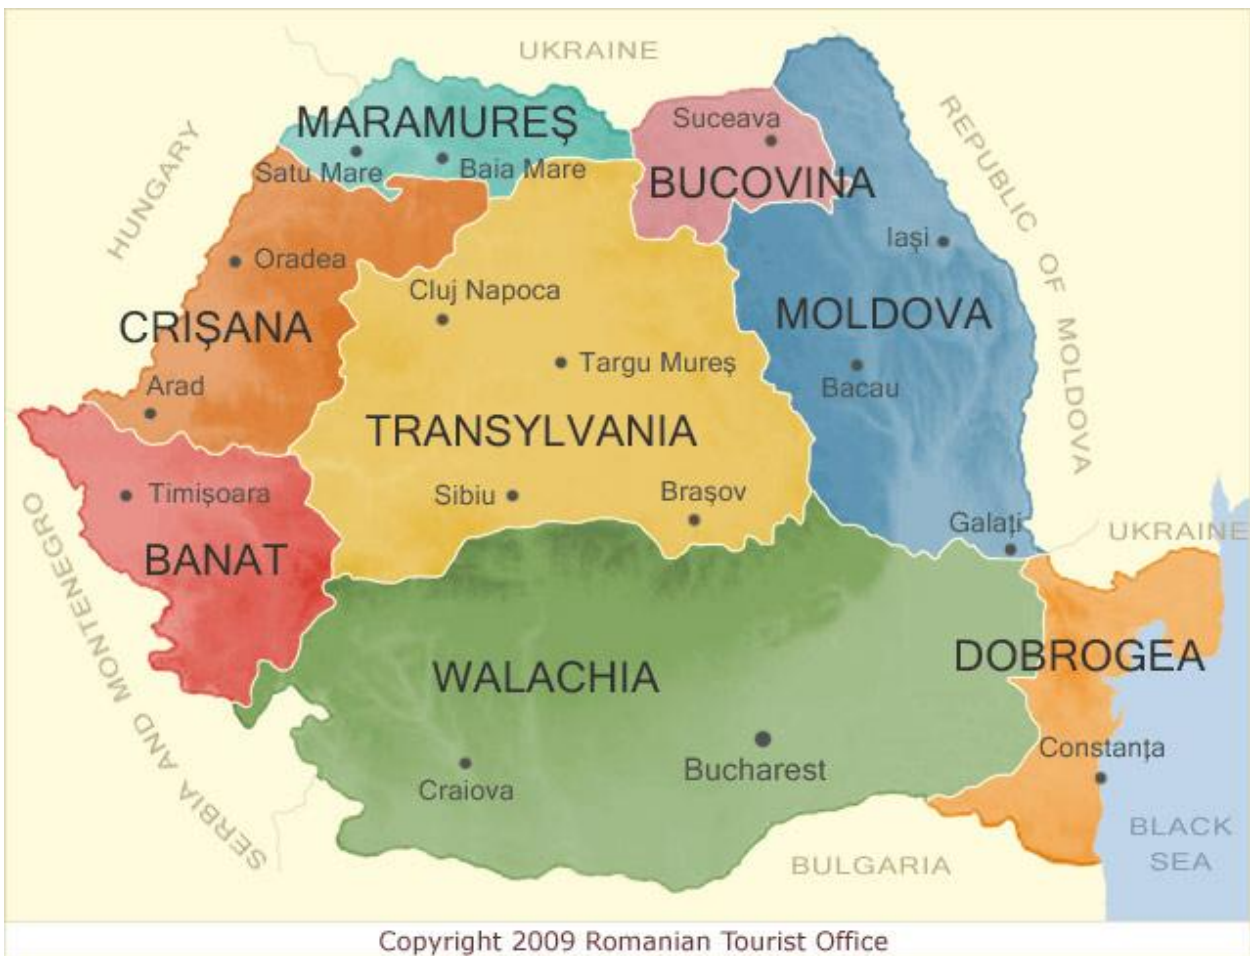 UKRAINE
MARAMUREŞ
Suceava
Satu Mare
Baia Mare
BUCOVINA
HUNGARY
REPUBLIC OF MOLDOVA
Iaşi
Oradea
Cluj Napoca
CRIŞANA
MOLDOVA
Targu Mureş
Arad
Bacau
TRANSYLVANIA
Timişoara
Sibiu
Braşov
Galaţi
UKRAINE
BANAT
SERBIA AND MONTENEGRO
WALACHIA
DOBROGEA
Constanţa
Bucharest
Craiova
BLACK
SEA
BULGARIA
Copyright 2009 Romanian Tourist Office